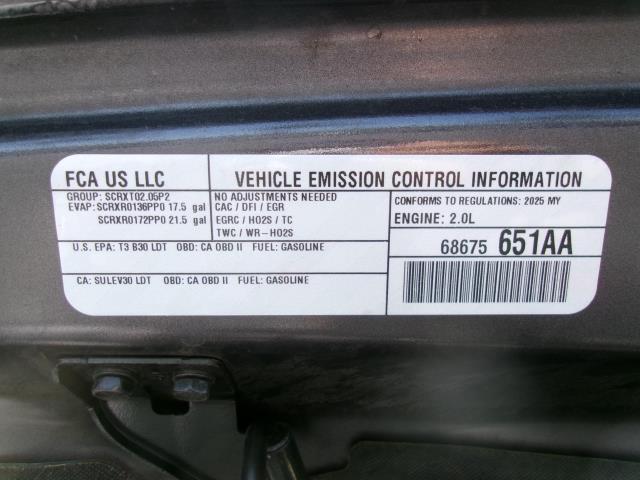 FCA US LLC
VEHICLE EMISSION CONTROL INFORMATION
GROUP: SCRXT02.05P2
EVAP: SCRXR0136PP0 17.5 gal
SCRXR0172PP0 21.5 gal
NO ADJUSTMENTS NEEDED
CAC / DFI / EGR
EGRC / HO2S / TC
TWC / WR-HO2S
CONFORMS TO REGULATIONS: 2025 MY
ENGINE: 2.0L
U.S. EPA: T3 B30 LDT OBD: CA OBD II FUEL: GASOLINE
CA: SULEV30 LDT OBD: CA OBD II FUEL: GASOLINE
68675 651AA